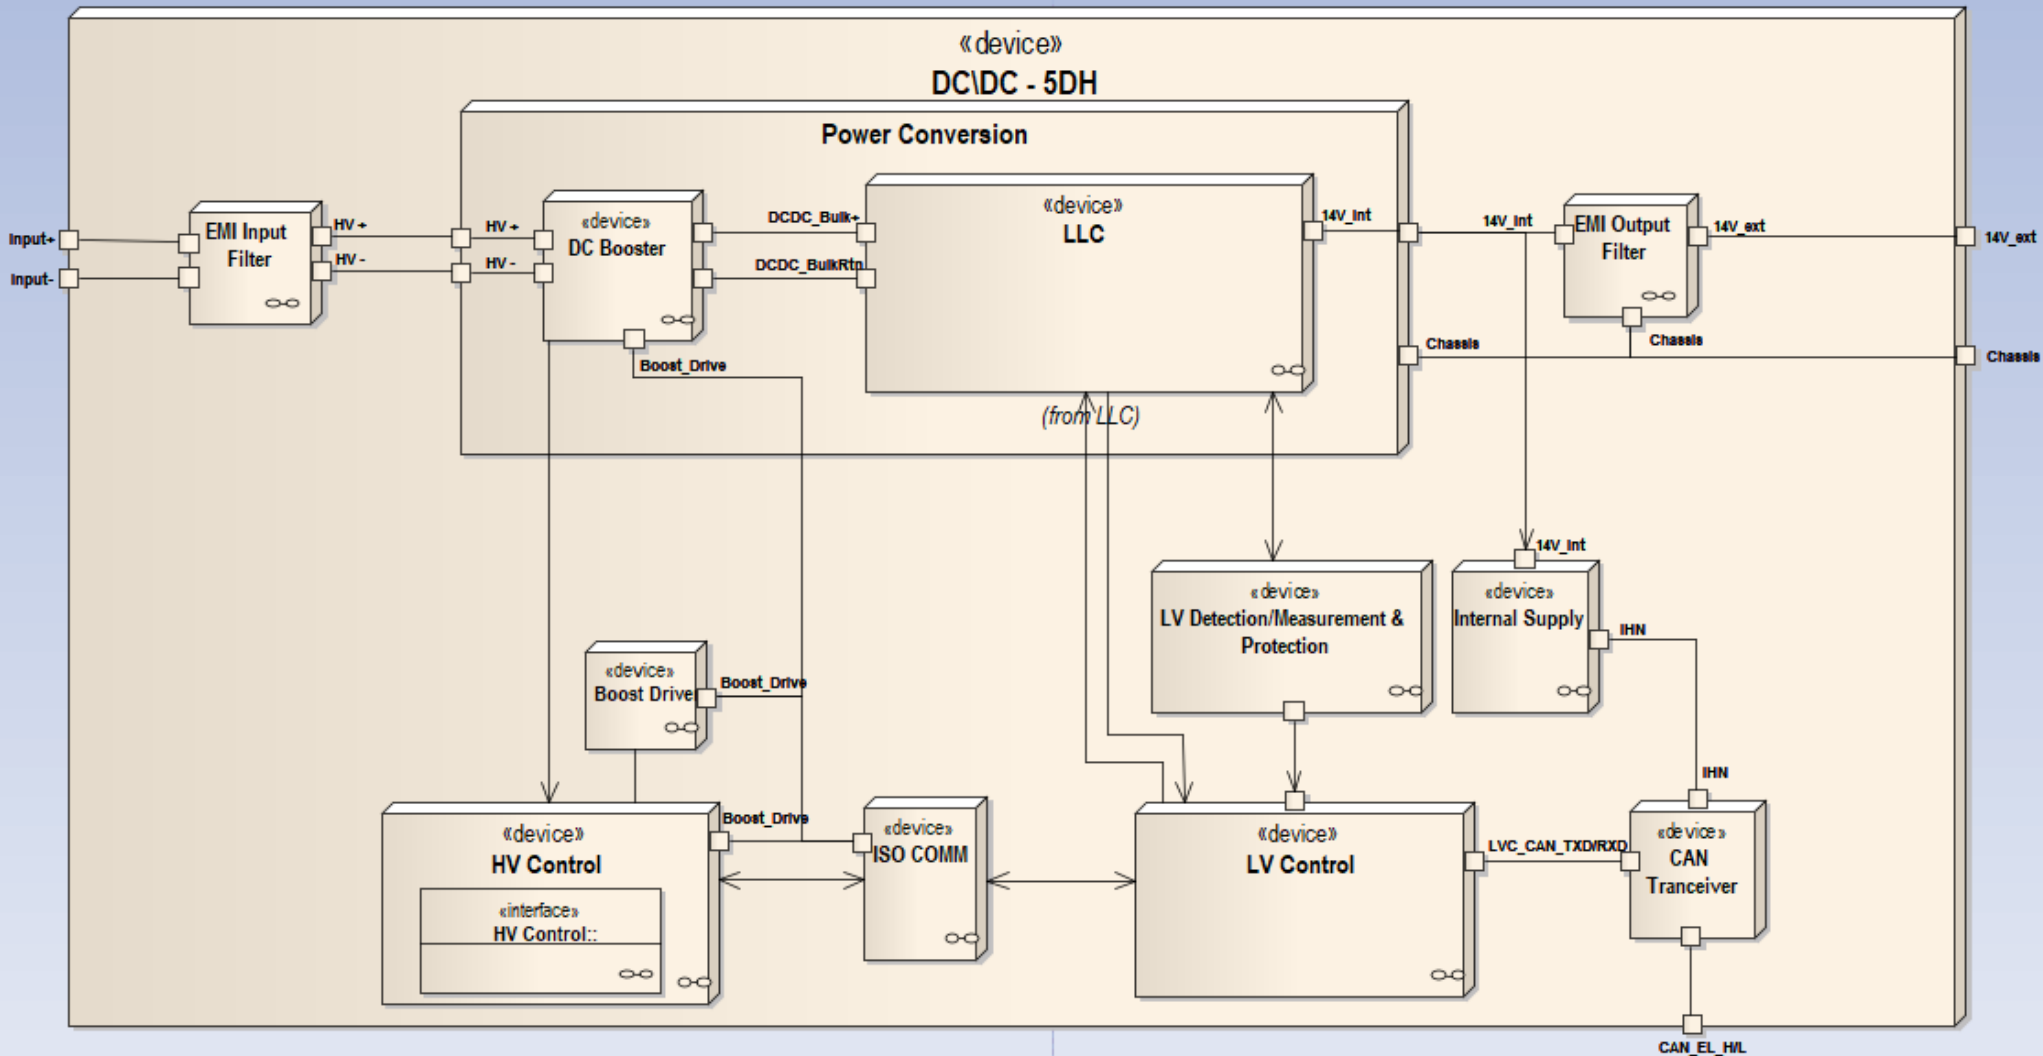 «device»
DC\DC - 5DH
Power Conversion
«device»
LLC
(from LLC)
«device»
DC Booster
EMI Input
Filter
EMI Output
Filter
Input+
Input-
HV +
HV -
HV +
HV -
DCDC_Bulk+
DCDC_BulkRtn
14V_Int
14V_Int
14V_ext
14V_ext
Chassis
Chassis
Chassis
Boost_Drive
14V_Int
«device»
LV Detection/Measurement &
Protection
«device»
Internal Supply
IHN
«device»
Boost Drive
Boost_Drive
IHN
«device»
HV Control
«interface»
HV Control::
Boost_Drive
«device»
ISO COMM
«device»
LV Control
LVC_CAN_TXD/RXD
«device»
CAN
Tranceiver
CAN_EL_H/L